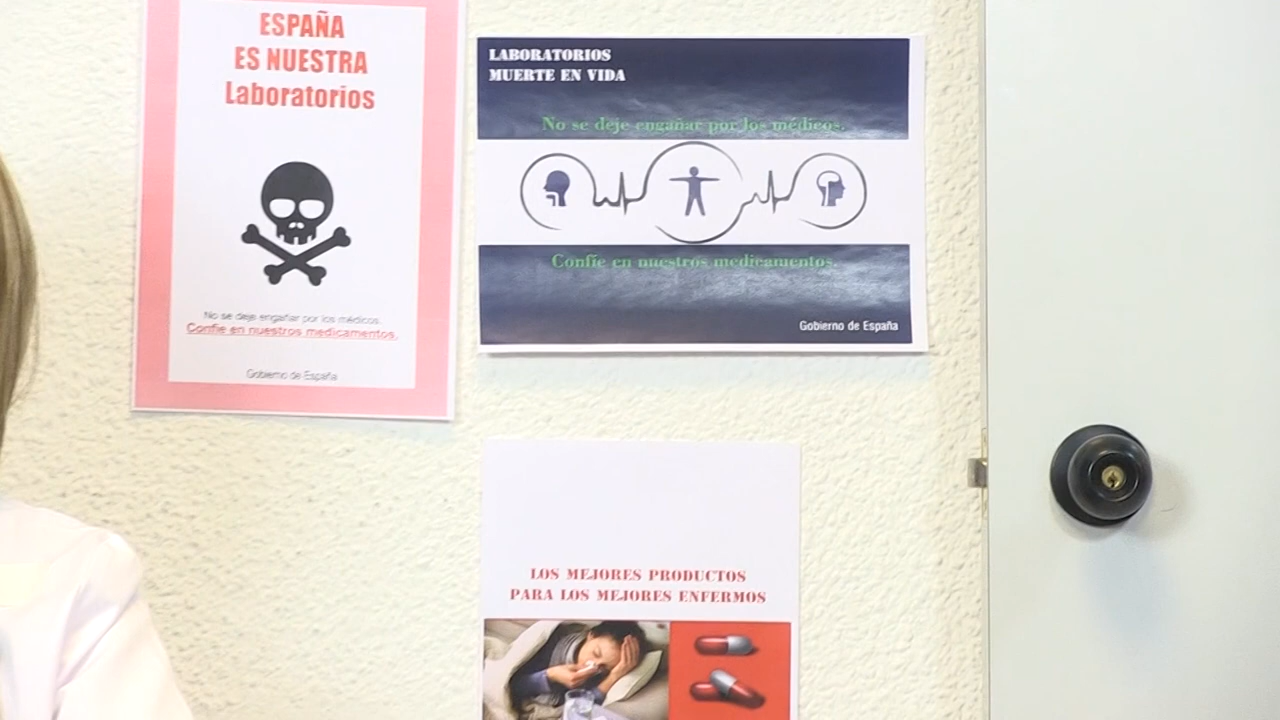 ESPAÑA
ES NUESTRA
Laboratorios
No se deje engañar por los médicos.
Confíe en nuestros medicamentos.
Gobierno de España
LABORATORIOS
MUERTE EN VIDA
No se deje engañar por los médicos.
Confíe en nuestros medicamentos.
Gobierno de España
LOS MEJORES PRODUCTOS
PARA LOS MEJORES ENFERMOS